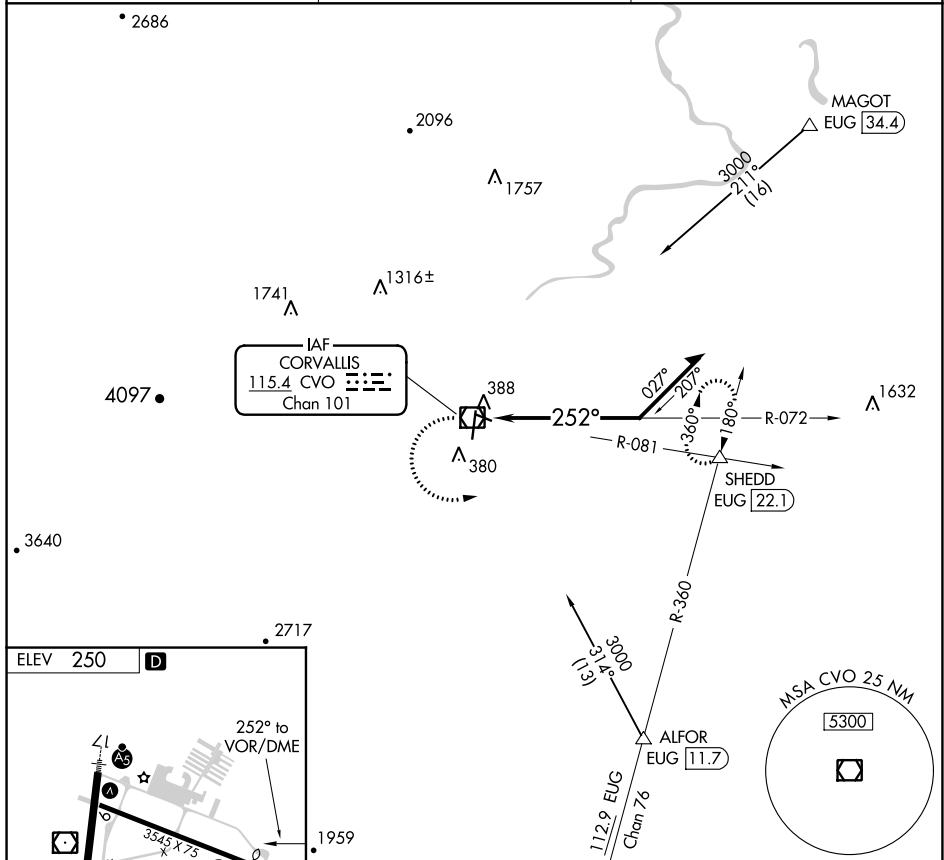 2686
MAGOT
EUG 34.4
2096
3000
211°
(16)
1757
1316±
1741
IAF
CORVALLIS
115.4 CVO
Chan 101
4097
388
252°
027°
207°
360°
180°
R-072
1632
R-081
380
SHEDD
EUG 22.1
3640
R-360
2717
3000
314°
(13)
ELEV 250 D
MSA CVO 25 NM
5300
252° to
VOR/DME
ALFOR
EUG 11.7
17
A5
V
9
3545 X 75
1959
112.9 EUG
Chan 76